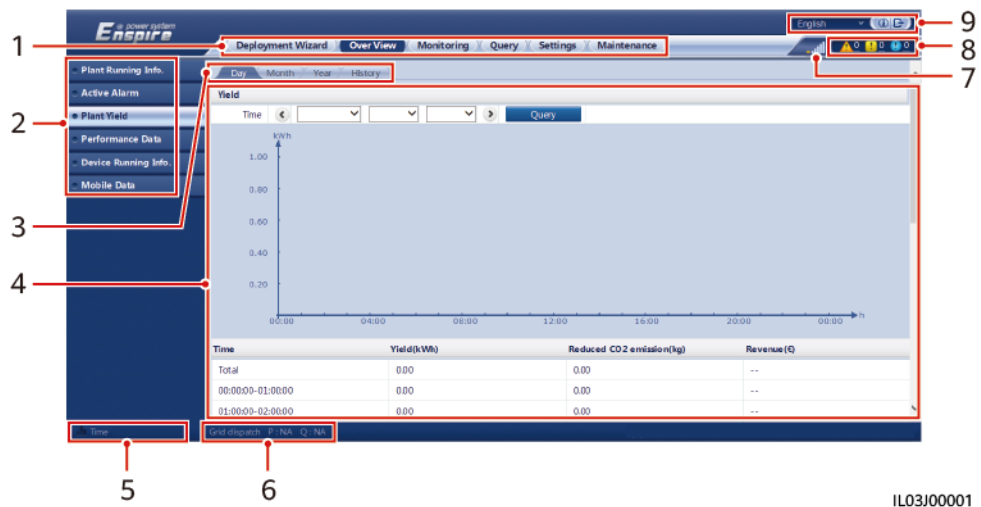 e power system
Enspire
English
9
1
Deployment Wizard Over View Monitoring Query Settings Maintenance
0 0 0
8
7
Plant Running Info.
Active Alarm
Plant Yield
Performance Data
Device Running Info.
Mobile Data
2
3
Day Month Year History
Yield
Time Query
kWh
1.00
0.80
0.60
0.40
0.20
00:00 04:00 08:00 12:00 16:00 20:00 00:00 h
4
Time Yield(kWh) Reduced CO2 emission(kg) Revenue(€)
Total 0.00 0.00 --
00:00:00-01:00:00 0.00 0.00 --
01:00:00-02:00:00 0.00 0.00 --
Time
Grid dispatch P : NA Q : NA
5
6
IL03J00001